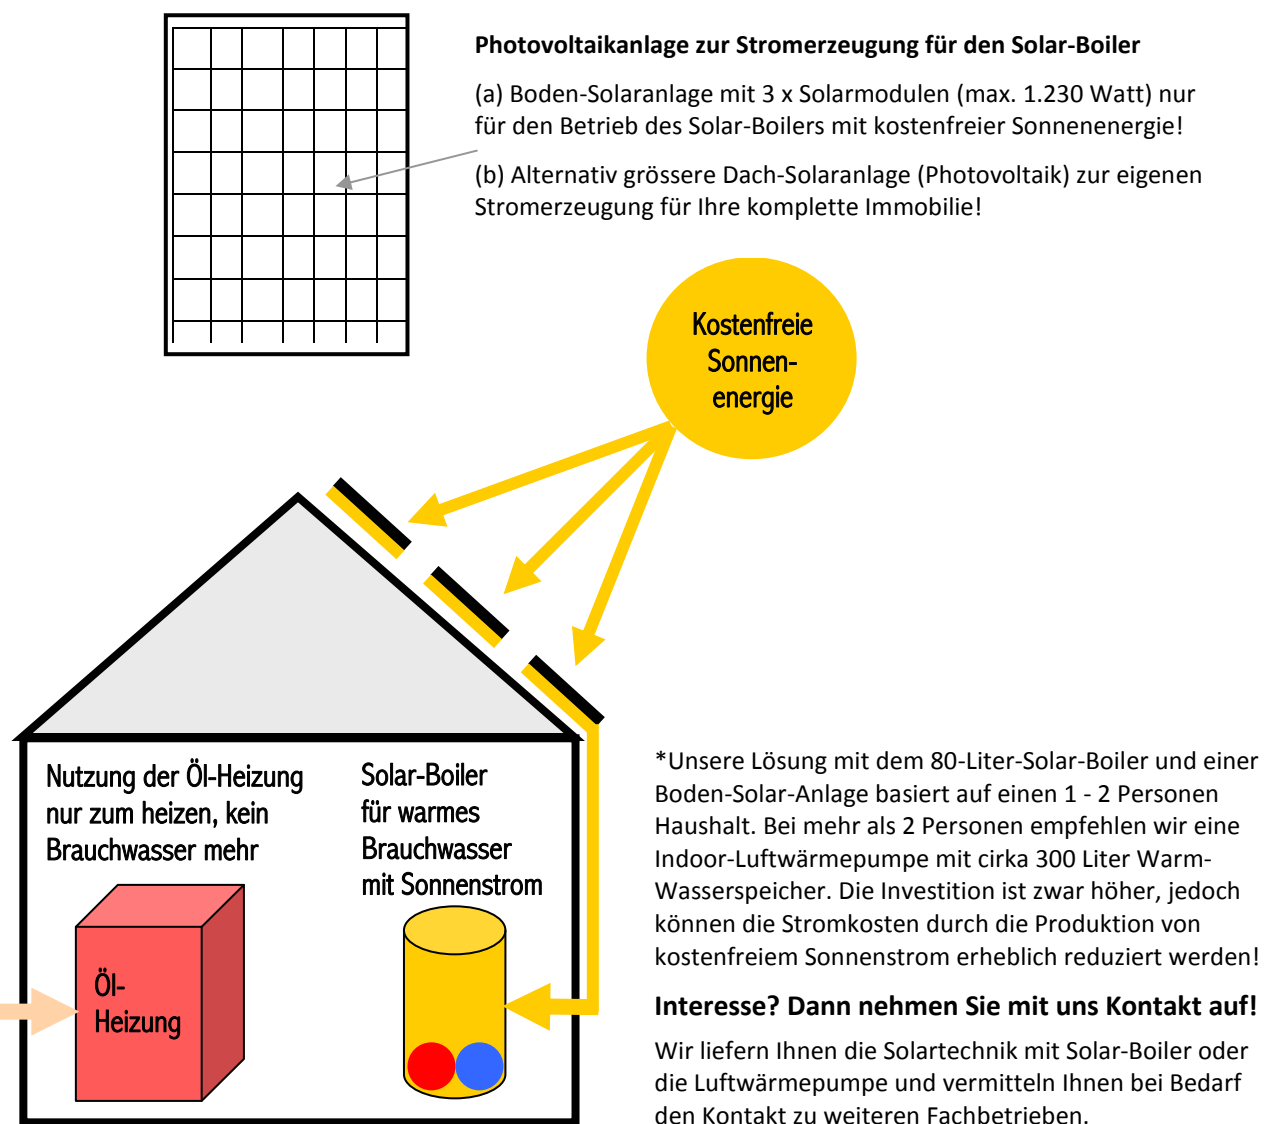 Photovoltaikanlage zur Stromerzeugung für den Solar-Boiler
(a) Boden-Solaranlage mit 3 x Solarmodulen (max. 1.230 Watt) nur
für den Betrieb des Solar-Boilers mit kostenfreier Sonnenenergie!
(b) Alternativ grössere Dach-Solaranlage (Photovoltaik) zur eigenen
Stromerzeugung für Ihre komplette Immobilie!
Kostenfreie
Sonnen-
energie
Nutzung der Öl-Heizung
nur zum heizen, kein
Brauchwasser mehr
Solar-Boiler
für warmes
Brauchwasser
mit Sonnenstrom
Öl-
Heizung
*Unsere Lösung mit dem 80-Liter-Solar-Boiler und einer
Boden-Solar-Anlage basiert auf einen 1 - 2 Personen
Haushalt. Bei mehr als 2 Personen empfehlen wir eine
Indoor-Luftwärmepumpe mit cirka 300 Liter Warm-
Wasserspeicher. Die Investition ist zwar höher, jedoch
können die Stromkosten durch die Produktion von
kostenfreiem Sonnenstrom erheblich reduziert werden!
Interesse? Dann nehmen Sie mit uns Kontakt auf!
Wir liefern Ihnen die Solartechnik mit Solar-Boiler oder
die Luftwärmepumpe und vermitteln Ihnen bei Bedarf
den Kontakt zu weiteren Fachbetrieben.